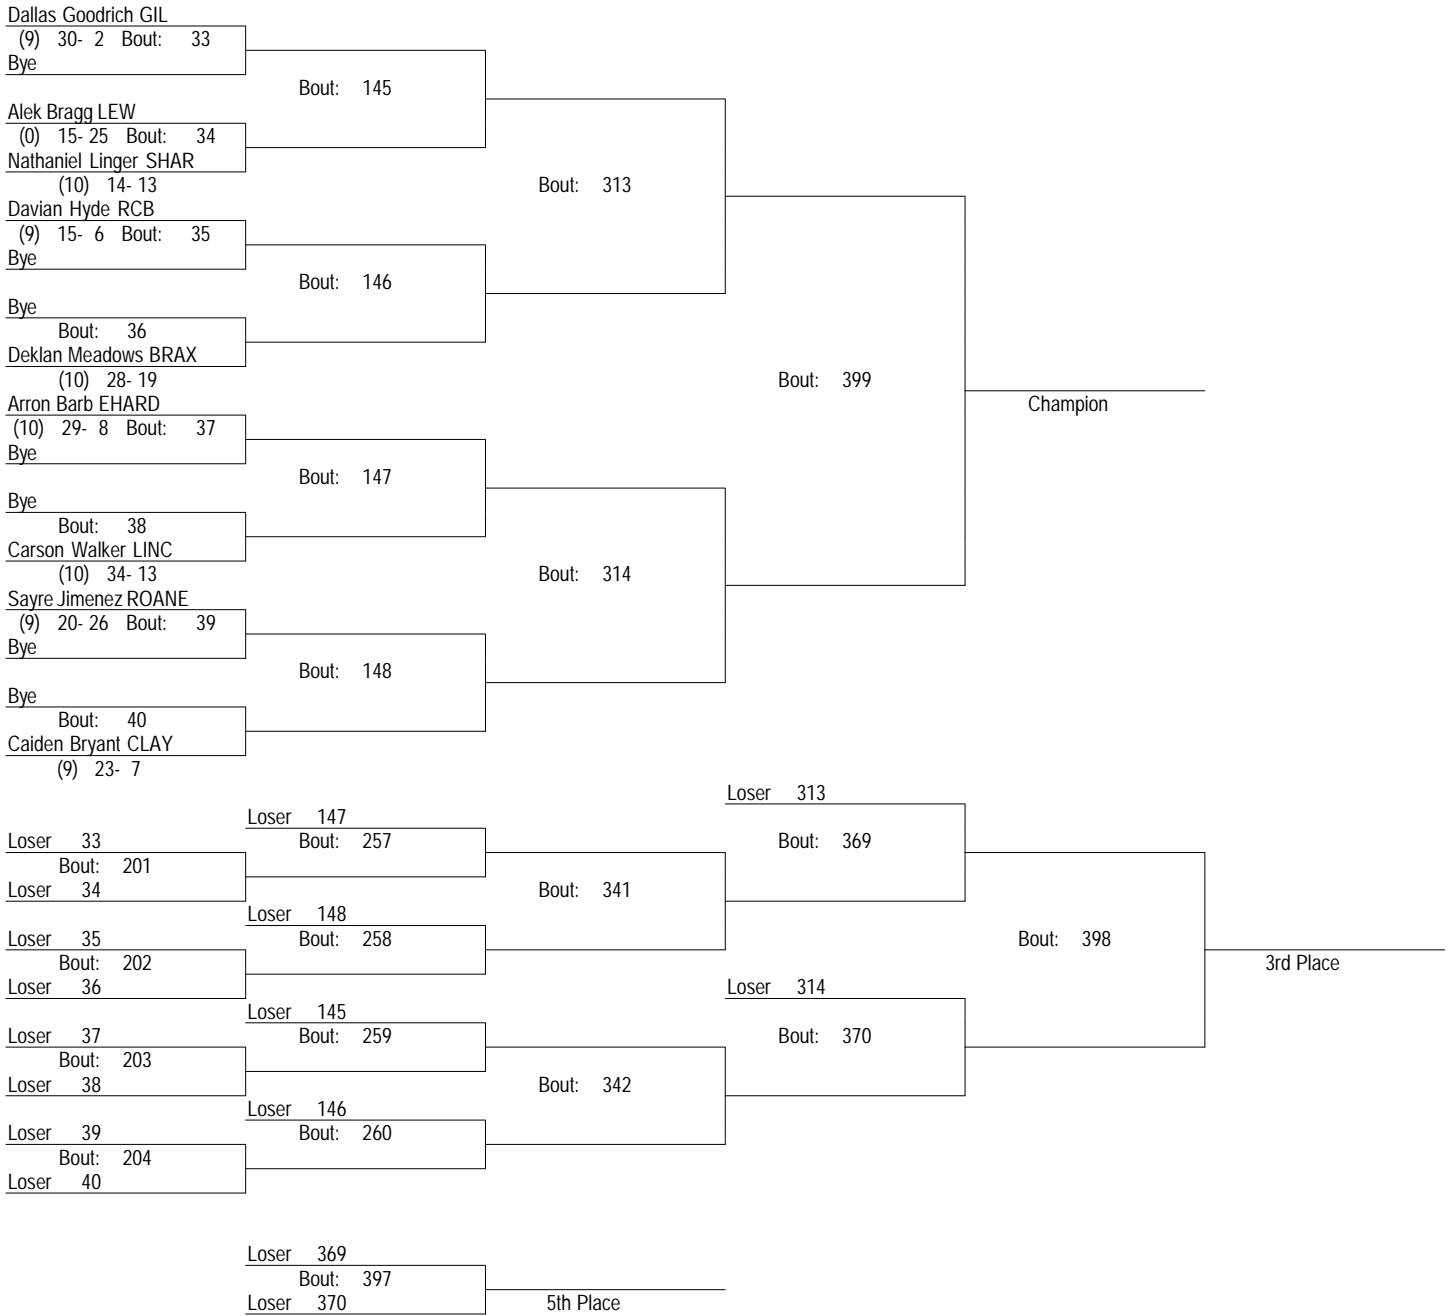 Dallas Goodrich GIL
(9) 30- 2 Bout: 33
Bye
Bout: 145
Alek Bragg LEW
(0) 15- 25 Bout: 34
Nathaniel Linger SHAR
(10) 14- 13
Bout: 313
Davian Hyde RCB
(9) 15- 6 Bout: 35
Bye
Bout: 146
Bye
Bout: 36
Deklan Meadows BRAX
(10) 28- 19
Bout: 399
Champion
Arron Barb EHARD
(10) 29- 8 Bout: 37
Bye
Bout: 147
Bye
Bout: 38
Carson Walker LINC
(10) 34- 13
Bout: 314
Sayre Jimenez ROANE
(9) 20- 26 Bout: 39
Bye
Bout: 148
Bye
Bout: 40
Caiden Bryant CLAY
(9) 23- 7
Loser 313
Loser 147
Loser 33
Bout: 257
Bout: 369
Bout: 201
Loser 34
Bout: 341
Loser 148
Loser 35
Bout: 258
Bout: 398
Bout: 202
3rd Place
Loser 36
Loser 314
Loser 145
Loser 37
Bout: 259
Bout: 370
Bout: 203
Loser 38
Bout: 342
Loser 146
Loser 39
Bout: 260
Bout: 204
Loser 40
Loser 369
Bout: 397
Loser 370
5th Place